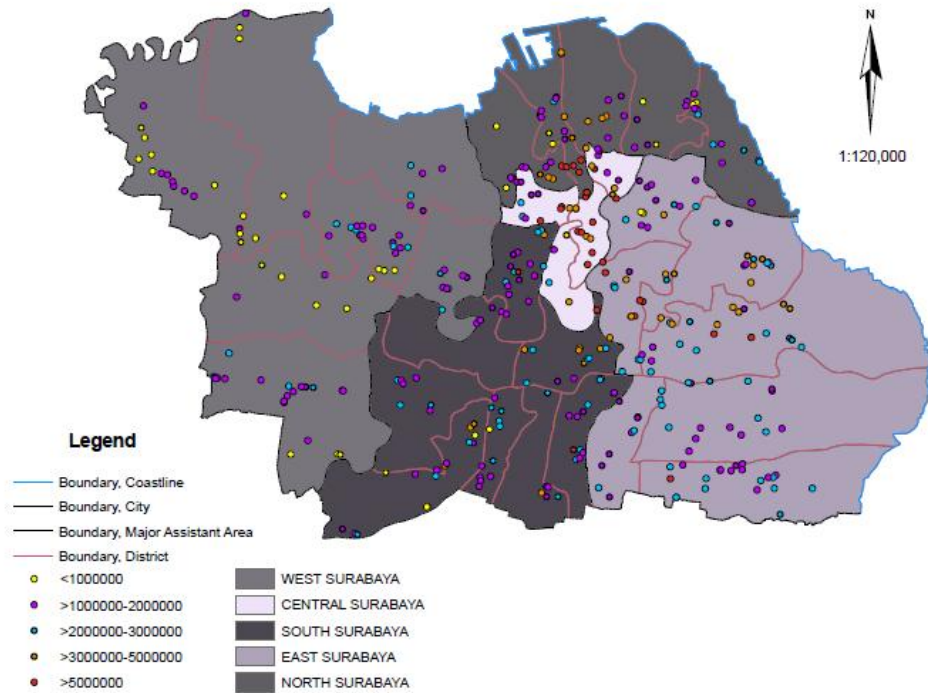 N
1:120,000
Legend
Boundary, Coastline
Boundary, City
Boundary, Major Assistant Area
Boundary, District
<1000000
>1000000-2000000
>2000000-3000000
>3000000-5000000
>5000000
WEST SURABAYA
CENTRAL SURABAYA
SOUTH SURABAYA
EAST SURABAYA
NORTH SURABAYA